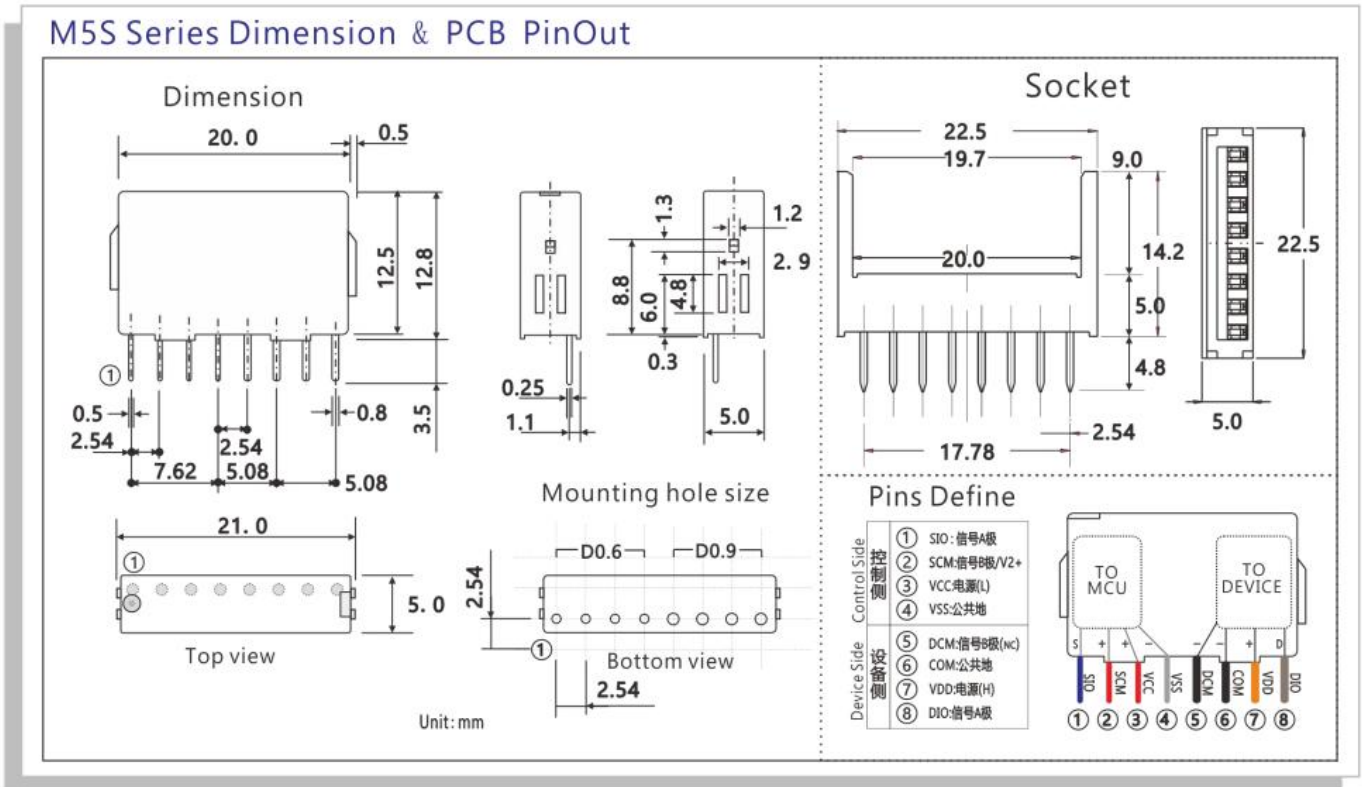 M5S Series Dimension & PCB PinOut
Dimension
20.0
0.5
12.5
12.8
①
0.5
0.8
3.5
2.54
2.54
7.62
5.08
5.08
1.3
1.2
2.9
8.8
6.0
4.8
0.3
0.25
1.1
5.0
21.0
①
5.0
Top view
Mounting hole size
D0.6
D0.9
2.54
①
Bottom view
2.54
Unit: mm
Socket
22.5
19.7
9.0
20.0
14.2
5.0
4.8
2.54
17.78
22.5
5.0
Pins Define
Control Side
控制侧
① SIO: 信号A极
② SCM:信号B极/V2+
③ VCC:电源(L)
④ VSS:公共地
Device Side
设备侧
⑤ DCM:信号B极(NC)
⑥ COM:公共地
⑦ VDD:电源(H)
⑧ DIO:信号A极
TO MCU
TO DEVICE
S + + − − − + D
SIO SCM VCC VSS DCM COM VDD DIO
① ② ③ ④ ⑤ ⑥ ⑦ ⑧